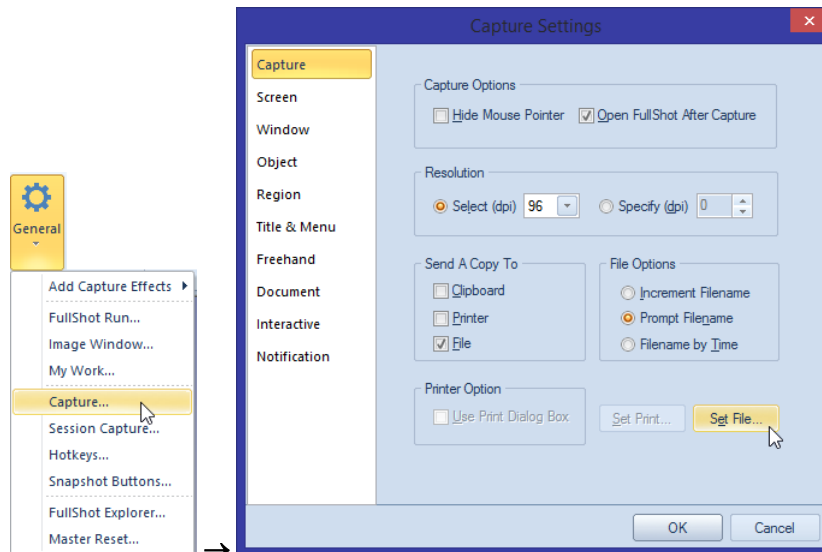 General
Add Capture Effects
FullShot Run...
Image Window...
My Work...
Capture...
Session Capture...
Hotkeys...
Snapshot Buttons...
FullShot Explorer...
Master Reset...
→
Capture Settings
Capture
Screen
Window
Object
Region
Title & Menu
Freehand
Document
Interactive
Notification
Capture Options
Hide Mouse Pointer Open FullShot After Capture
Resolution
Select (dpi) 96 Specify (dpi) 0
Send A Copy To
Clipboard
Printer
File
File Options
Increment Filename
Prompt Filename
Filename by Time
Printer Option
Use Print Dialog Box
Set Print... Set File...
OK Cancel